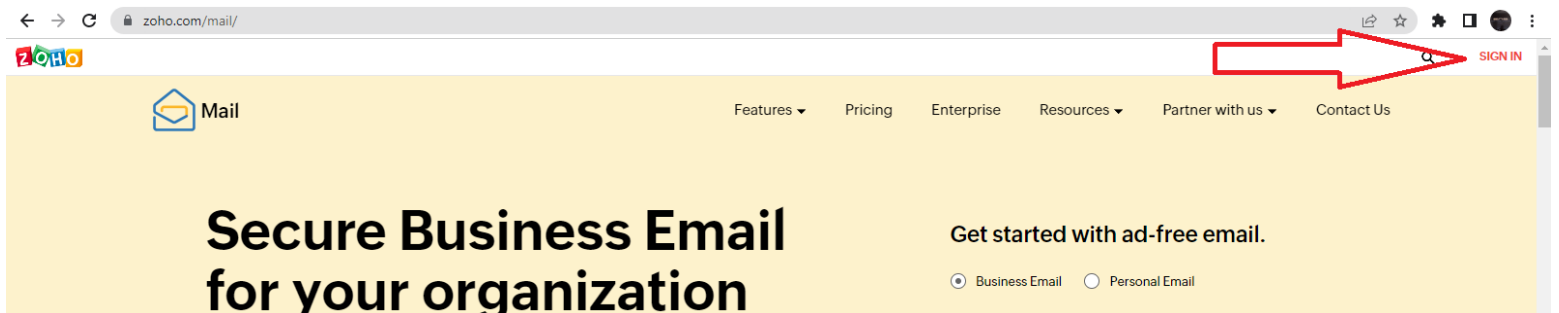 zoho.com/mail/
ZOHO
SIGN IN
Mail
Features
Pricing
Enterprise
Resources
Partner with us
Contact Us
Secure Business Email
for your organization
Get started with ad-free email.
Business Email
Personal Email